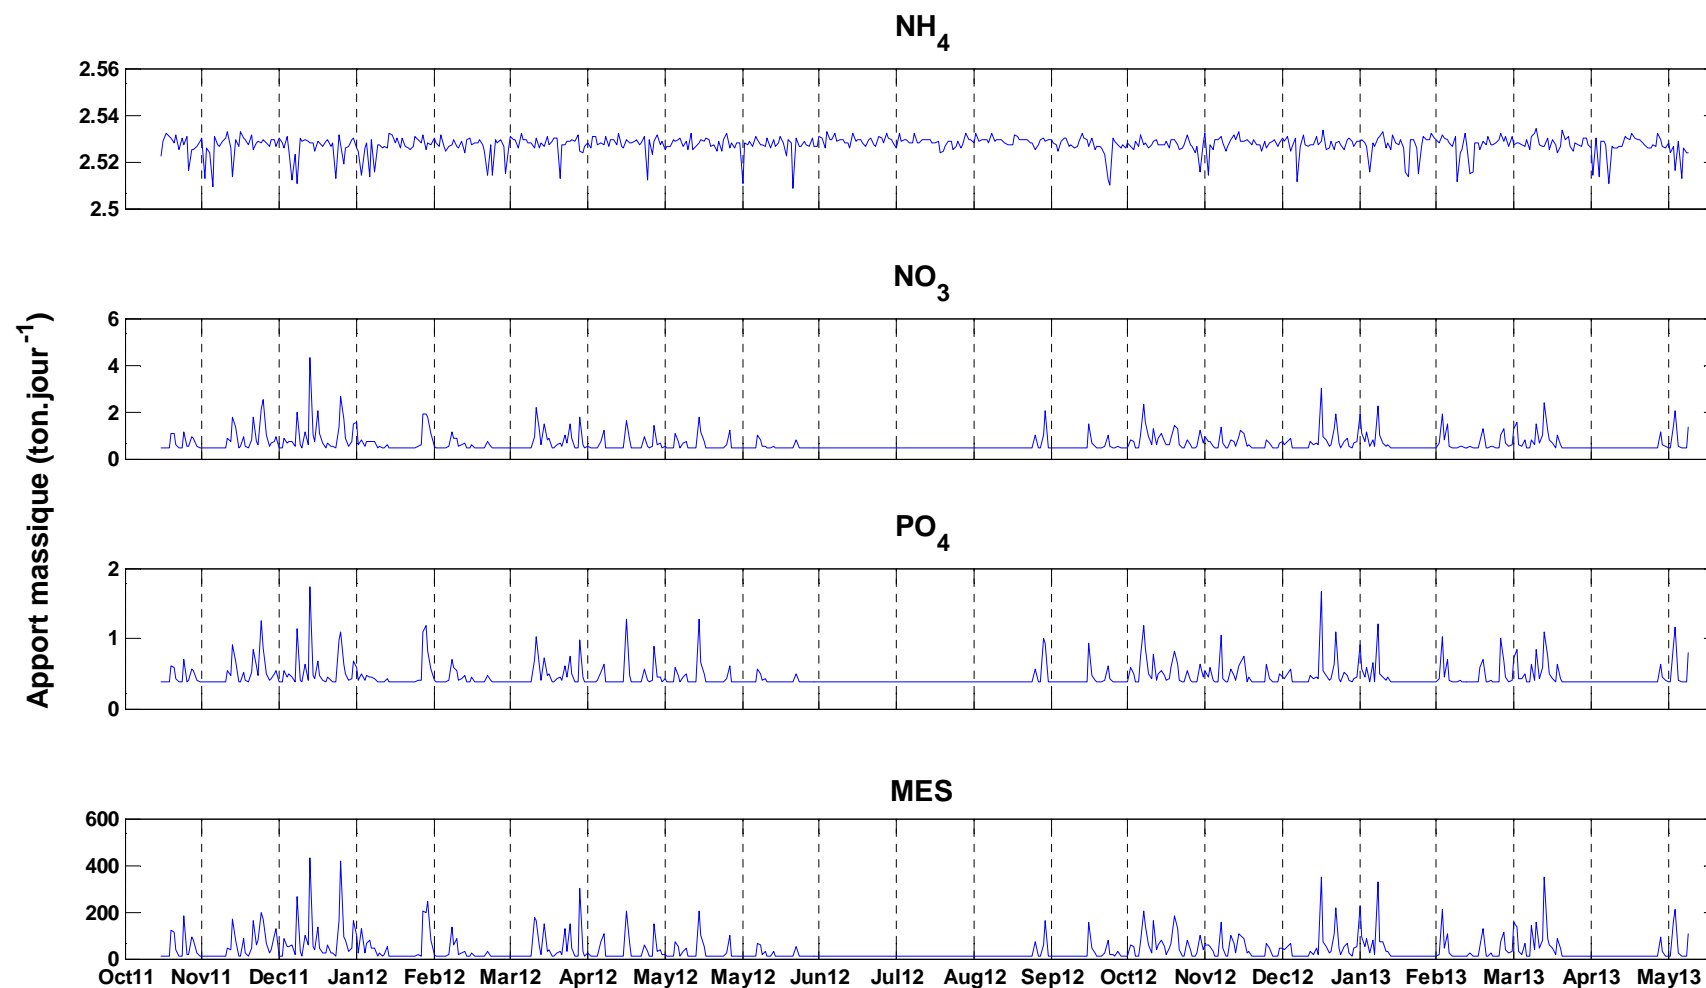 NH4
2.56
2.54
2.52
2.5
NO3
6
4
2
0
Apport massique (ton.jour-1)
PO4
2
1
0
MES
600
400
200
0
Oct11 Nov11 Dec11 Jan12 Feb12 Mar12 Apr12 May12 May12 Jun12 Jul12 Aug12 Sep12 Oct12 Nov12 Dec12 Jan13 Feb13 Mar13 Apr13 May13